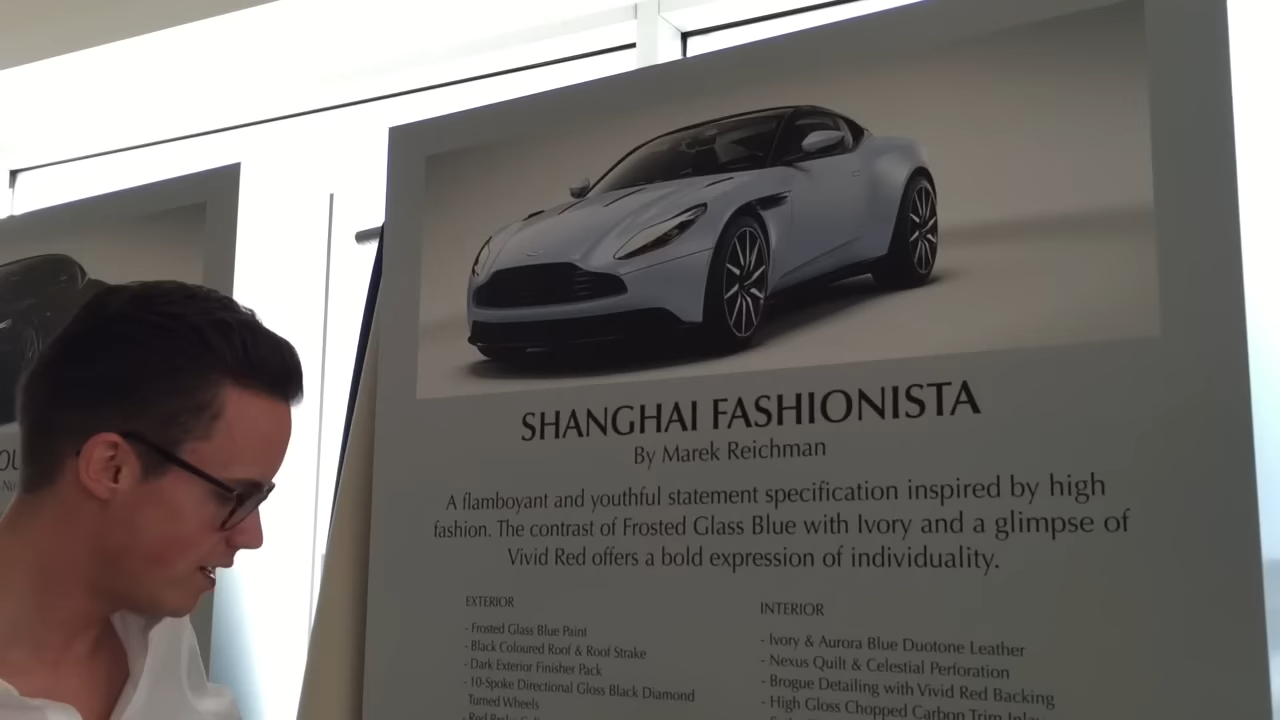 SHANGHAI FASHIONISTA
By Marek Reichman
A flamboyant and youthful statement specification inspired by high
fashion. The contrast of Frosted Glass Blue with Ivory and a glimpse of
Vivid Red offers a bold expression of individuality.
EXTERIOR
- Frosted Glass Blue Paint
- Black Coloured Roof & Roof Strake
- Dark Exterior Finisher Pack
- 10-Spoke Directional Gloss Black Diamond
Turned Wheels
INTERIOR
- Ivory & Aurora Blue Duotone Leather
- Nexus Quilt & Celestial Perforation
- Brogue Detailing with Vivid Red Backing
- High Gloss Chopped Carbon Trim